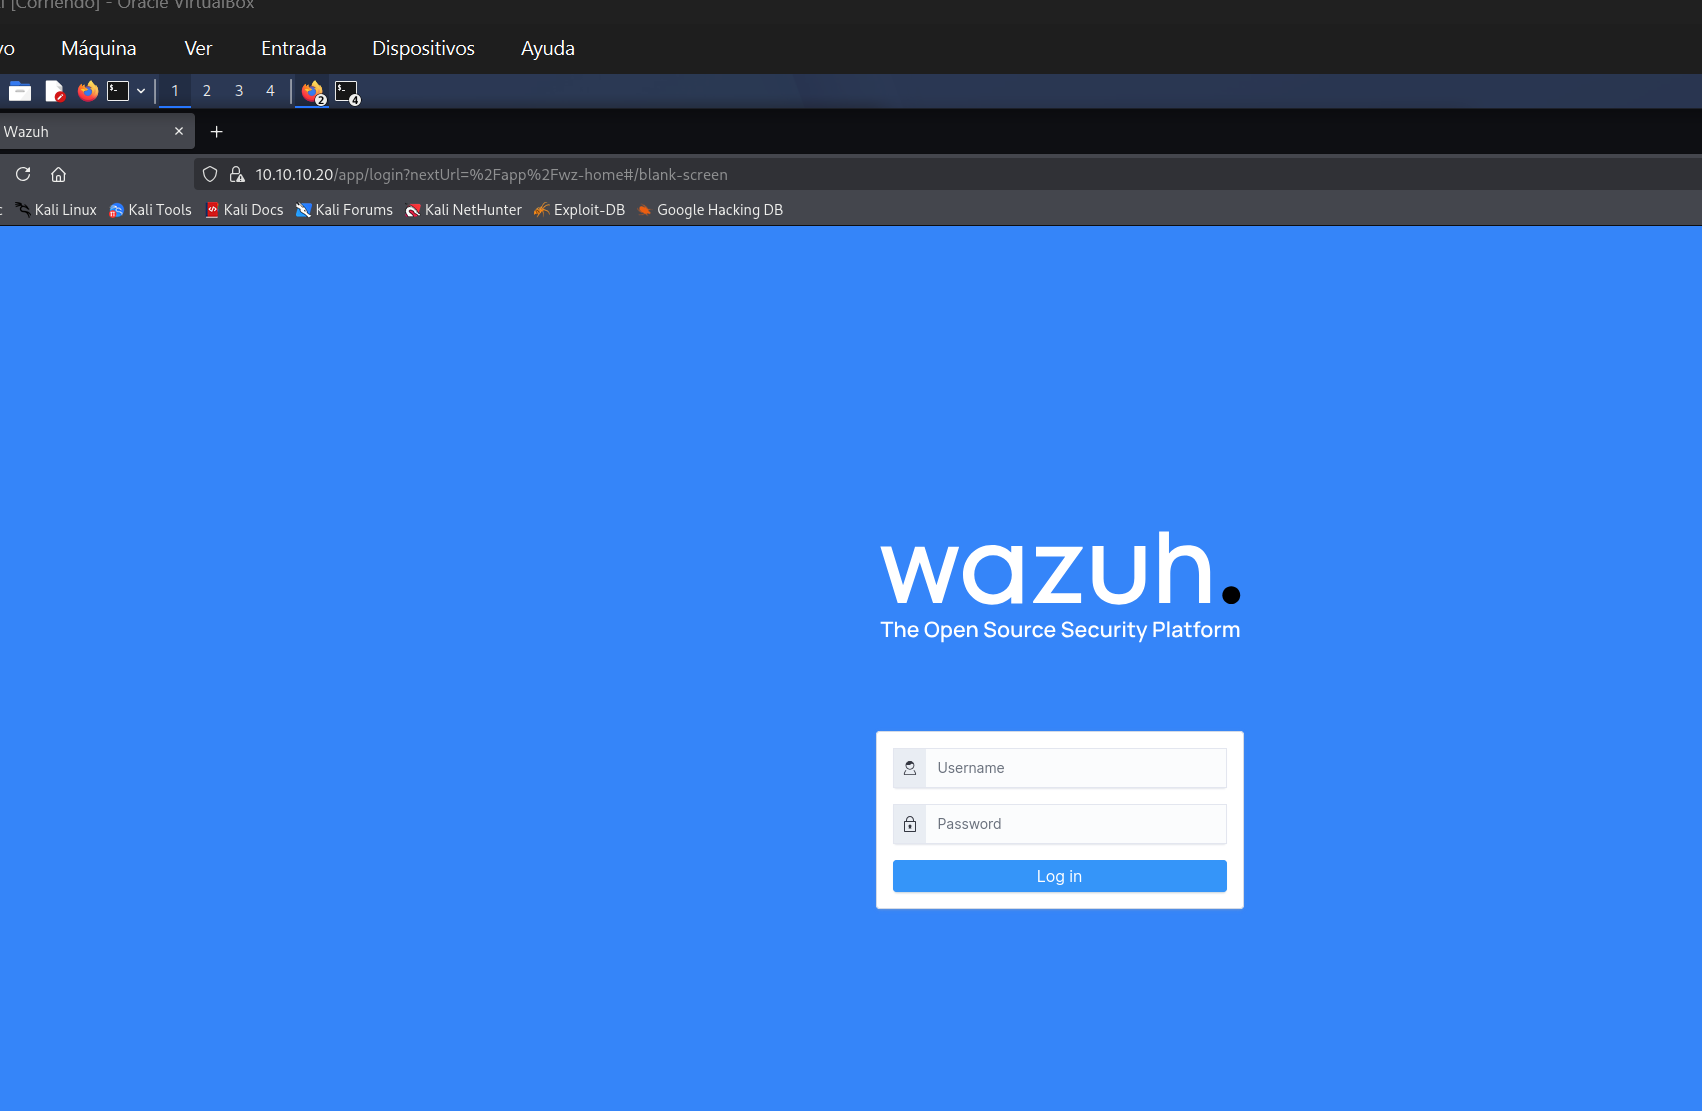 [Corriendo] - Oracle VirtualBox
Máquina Ver Entrada Dispositivos Ayuda
1 2 3 4 2 4
Wazuh
10.10.10.20/app/login?nextUrl=%2Fapp%2Fwz-home#/blank-screen
Kali Linux Kali Tools Kali Docs Kali Forums Kali NetHunter Exploit-DB Google Hacking DB
wazuh.
The Open Source Security Platform
Username
Password
Log in